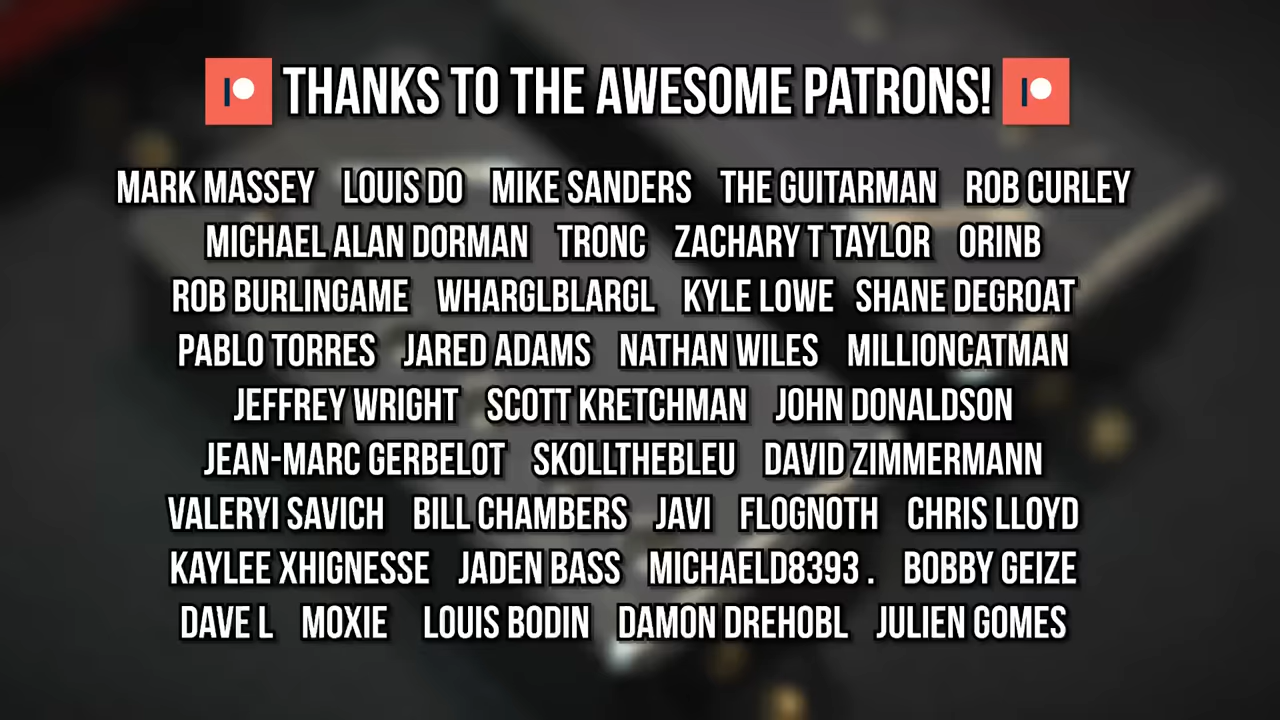 THANKS TO THE AWESOME PATRONS!
MARK MASSEY LOUIS DO MIKE SANDERS THE GUITARMAN ROB CURLEY
MICHAEL ALAN DORMAN TRONC ZACHARY T TAYLOR ORINB
ROB BURLINGAME WHARGLBLARGL KYLE LOWE SHANE DEGROAT
PABLO TORRES JARED ADAMS NATHAN WILES MILLIONCATMAN
JEFFREY WRIGHT SCOTT KRETCHMAN JOHN DONALDSON
JEAN-MARC GERBELOT SKOLLTHEBLEU DAVID ZIMMERMANN
VALERYI SAVICH BILL CHAMBERS JAVI FLOGNOTH CHRIS LLOYD
KAYLEE XHIGNESSE JADEN BASS MICHAELD8393 . BOBBY GEIZE
DAVE L MOXIE LOUIS BODIN DAMON DREHOBL JULIEN GOMES